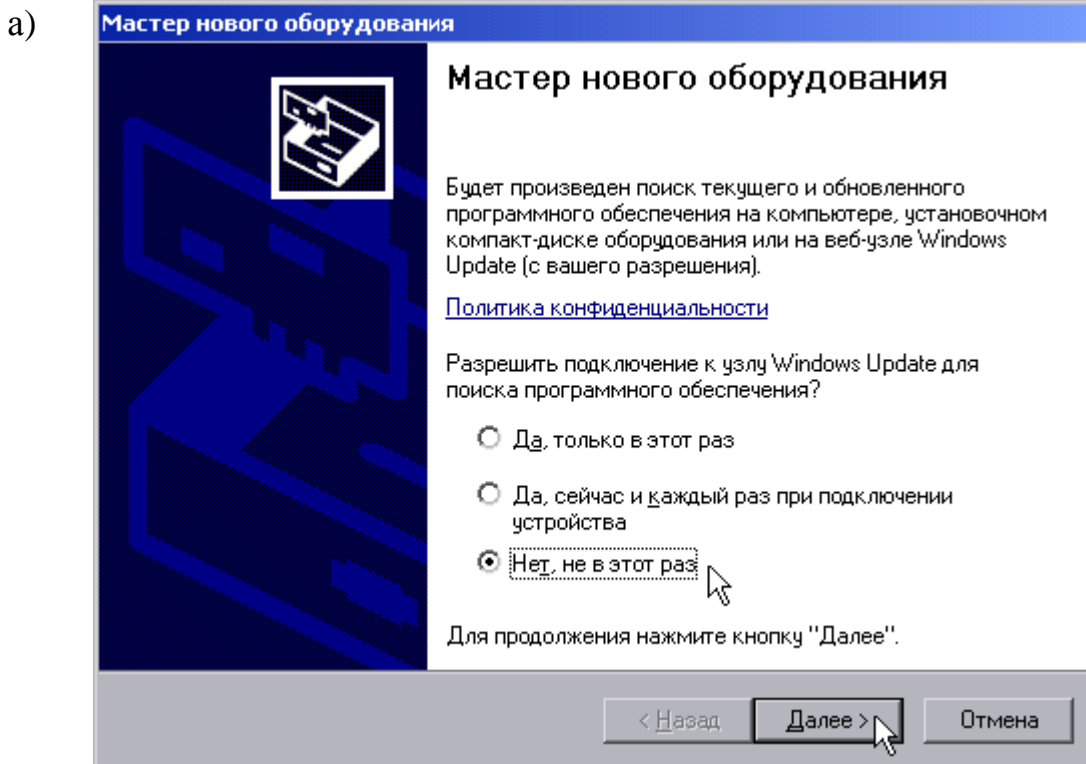 а)
Мастер нового оборудования
Мастер нового оборудования
Будет произведен поиск текущего и обновленного
программного обеспечения на компьютере, установочном
компакт-диске оборудования или на веб-узле Windows
Update (с вашего разрешения).
Политика конфиденциальности
Разрешить подключение к узлу Windows Update для
поиска программного обеспечения?
Да, только в этот раз
Да, сейчас и каждый раз при подключении
устройства
Нет, не в этот раз
Для продолжения нажмите кнопку "Далее".
< Назад
Далее >
Отмена